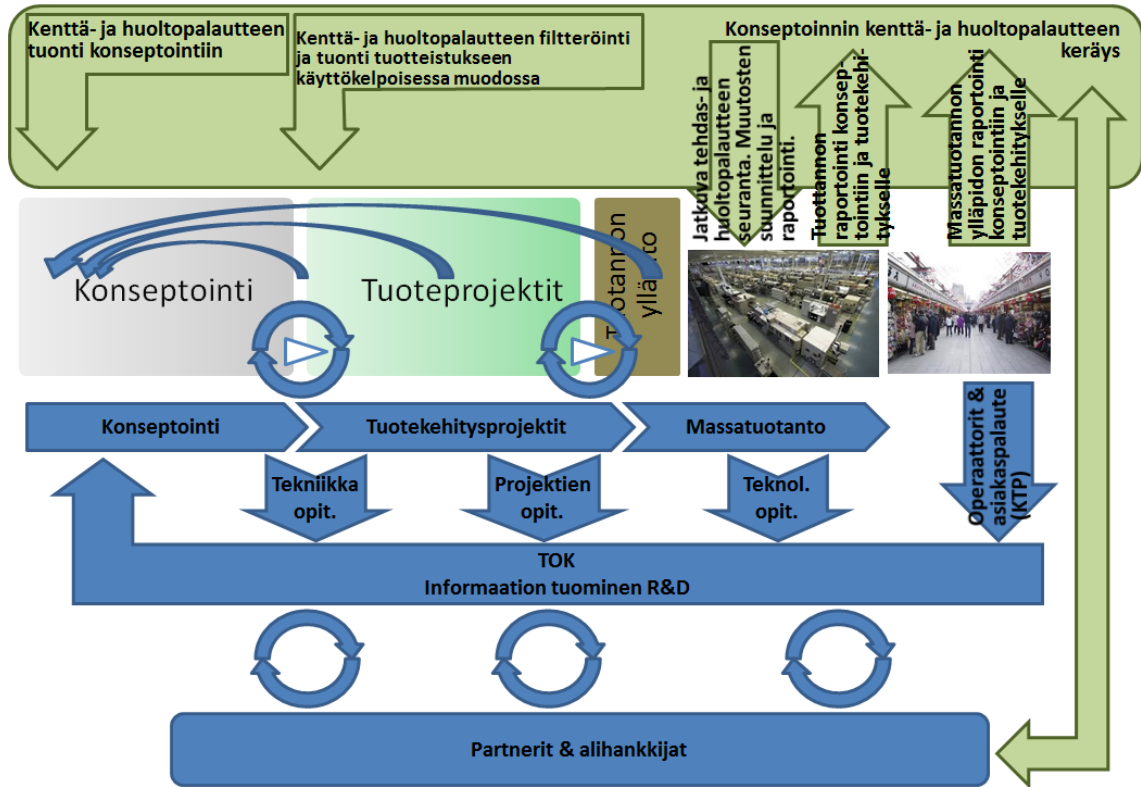 Kenttä- ja huoltopalautteen
tuonti konseptointiin
Kenttä- ja huoltopalautteen filtteröinti
ja tuonti tuotteistukseen
käyttökelpoisessa muodossa
Konseptoinnin kenttä- ja huoltopalautteen
keräys
Jatkuva tehdas- ja
huoltopalautteen
seuranta. Muutosten
suunnittelu ja
raportointi.
Tuottannon
raportointi konsep-
tointiin ja tuotekehi-
tykselle
Massatuotannon
ylläpidon raportointi
konseptointiin ja
tuotekehitykselle
Konseptointi
Tuoteprojektit
Konseptointi
Tuotekehitysprojektit
Massatuotanto
Tekniikka
opit.
Projektien
opit.
Teknol.
opit.
Operaattorit &
asiakaspalaute
(KTP)
TOK
Informaation tuominen R&D
Partnerit & alihankkijat